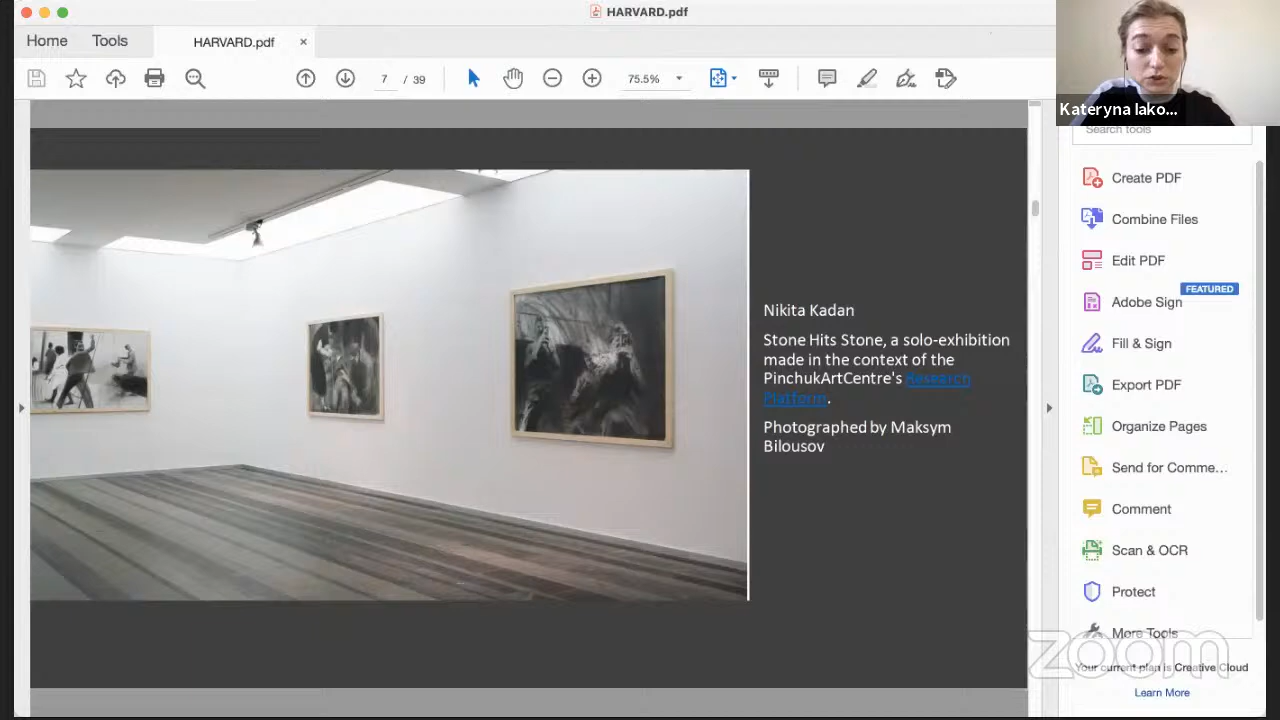 HARVARD.pdf
Home
Tools
HARVARD.pdf
×
7 / 39
75.5%
Kateryna Iako...
Search tools
Create PDF
Combine Files
Edit PDF
FEATURED
Adobe Sign
Fill & Sign
Export PDF
Organize Pages
Send for Comme...
Comment
Scan & OCR
Protect
More Tools
Your current plan is Creative Cloud
Learn More
Nikita Kadan
Stone Hits Stone, a solo-exhibition
made in the context of the
PinchukArtCentre's Research
Platform.
Photographed by Maksym
Bilousov
zoom